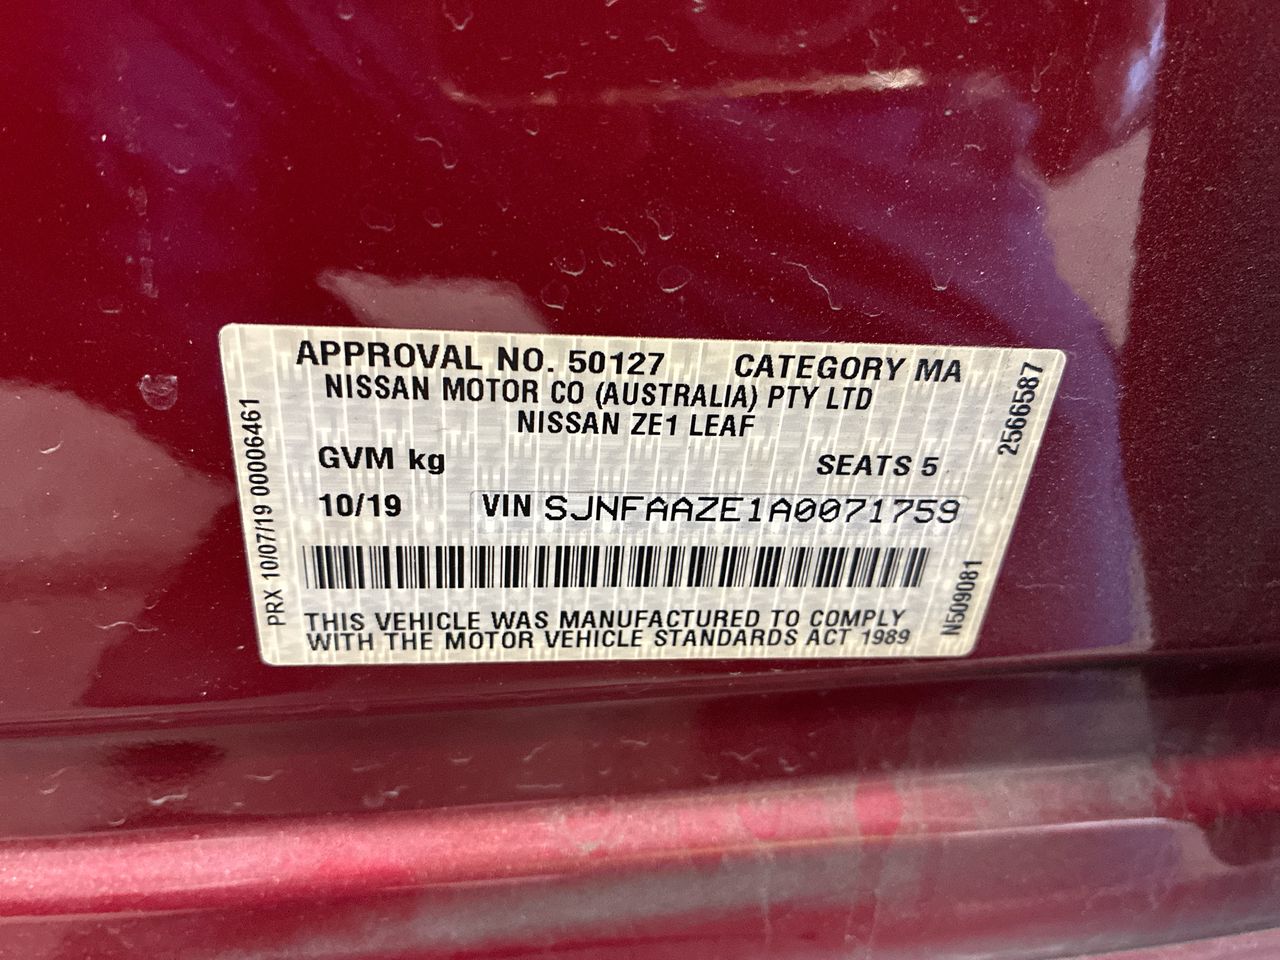 APPROVAL NO. 50127 CATEGORY MA
NISSAN MOTOR CO (AUSTRALIA) PTY LTD
NISSAN ZE1 LEAF
GVM kg SEATS 5
10/19 VIN SJNFAAZE1A0071759
THIS VEHICLE WAS MANUFACTURED TO COMPLY
WITH THE MOTOR VEHICLE STANDARDS ACT 1989
PRX 10/07/19 00006461
2566587
N509081